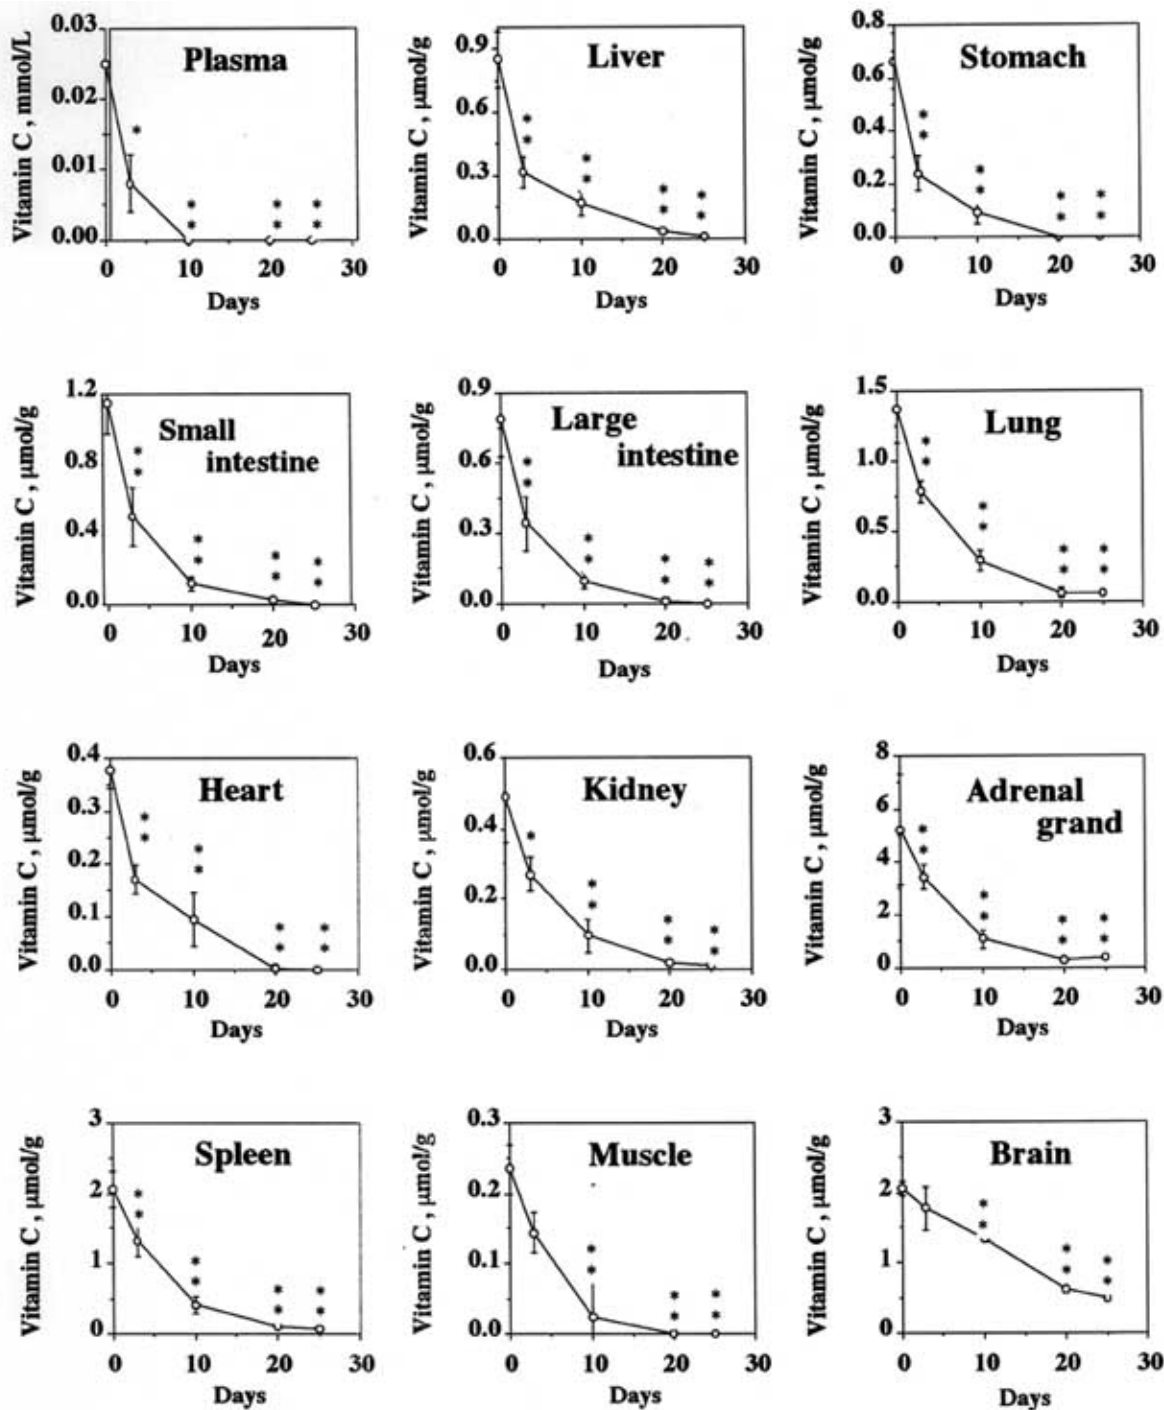 Plasma
Vitamin C , mmol/L
0.03
0.02
0.01
0.00
0 10 20 30
Days
Liver
Vitamin C, μmol/g
0.9
0.6
0.3
0.0
0 10 20 30
Days
Stomach
Vitamin C , μmol/g
0.8
0.6
0.4
0.2
0.0
0 10 20 30
Days
Small
intestine
Vitamin C , μmol/g
1.2
0.8
0.4
0.0
0 10 20 30
Days
Large
intestine
Vitamin C , μmol/g
0.9
0.6
0.3
0.0
0 10 20 30
Days
Lung
Vitamin C , μmol/g
1.5
1.0
0.5
0.0
0 10 20 30
Days
Heart
Vitamin C , μmol/g
0.4
0.3
0.2
0.1
0.0
0 10 20 30
Days
Kidney
Vitamin C , μmol/g
0.6
0.4
0.2
0.0
0 10 20 30
Days
Adrenal
grand
Vitamin C , μmol/g
8
6
4
2
0
0 10 20 30
Days
Spleen
Vitamin C , μmol/g
3
2
1
0
0 10 20 30
Days
Muscle
Vitamin C , μmol/g
0.3
0.2
0.1
0.0
0 10 20 30
Days
Brain
Vitamin C , μmol/g
3
2
1
0
0 10 20 30
Days